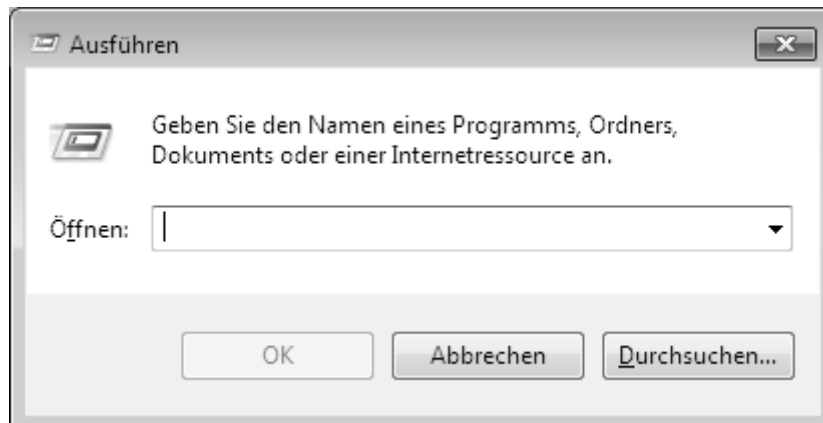 Ausführen
Geben Sie den Namen eines Programms, Ordners,
Dokuments oder einer Internetressource an.
Öffnen:
OK Abbrechen Durchsuchen...